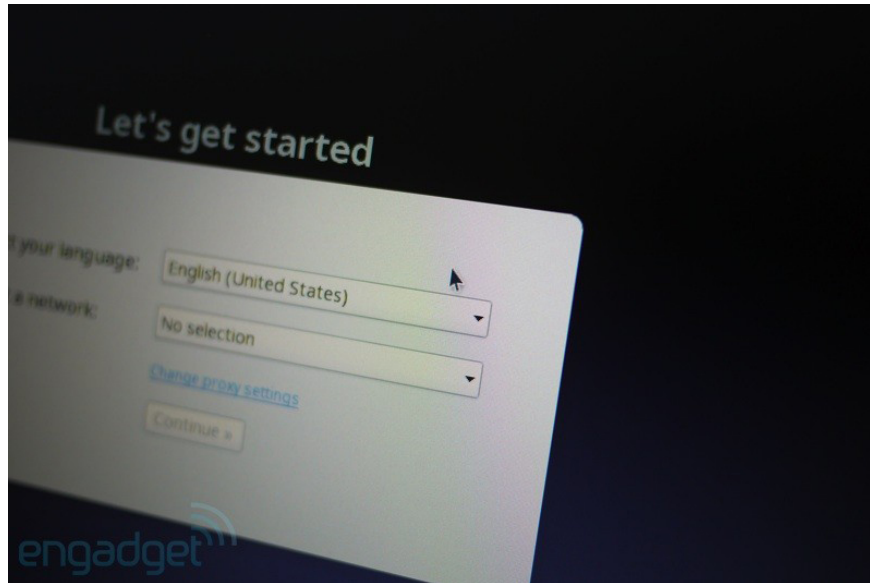 Let's get started
your language:
English (United States)
a network:
No selection
Change proxy settings
Continue »
engadget